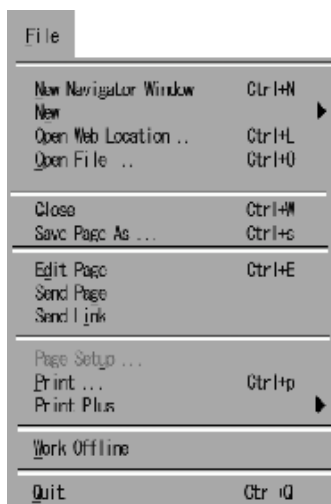 File
New Navigator Window Ctrl+N
New
Open Web Location .. Ctrl+L
Open File .. Ctrl+O
Close Ctrl+W
Save Page As ... Ctrl+s
Edit Page Ctrl+E
Send Page
Send Link
Page Setup ...
Print ... Ctrl+p
Print Plus
Work Offline
Quit Ctrl+Q